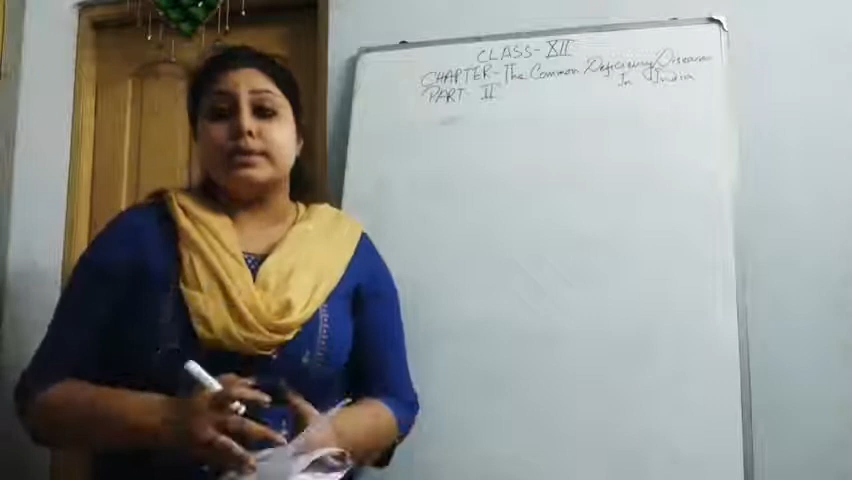 CLASS - XII
CHAPTER - The Common Deficiency Diseases
In India
PART - II